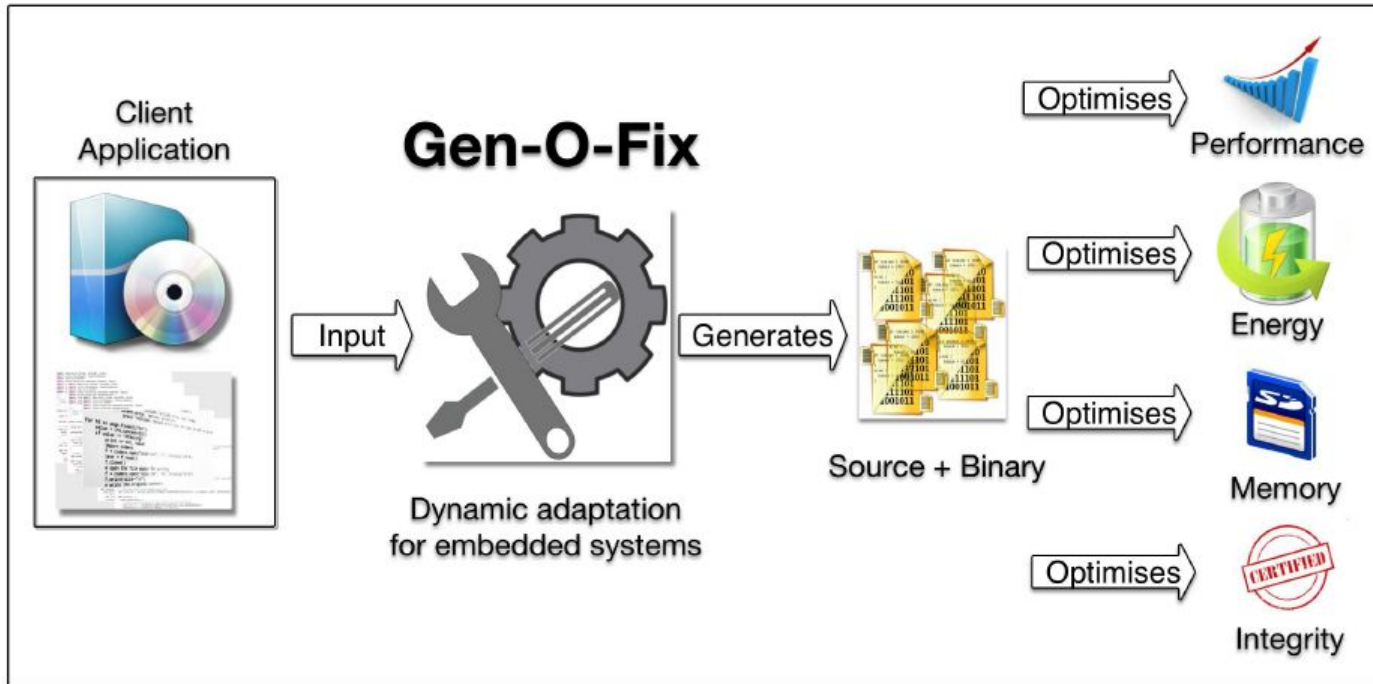 Client
Application
Gen-O-Fix
Input
Dynamic adaptation
for embedded systems
Generates
Source + Binary
Optimises
Performance
Optimises
Energy
Optimises
Memory
Optimises
CERTIFIED
Integrity